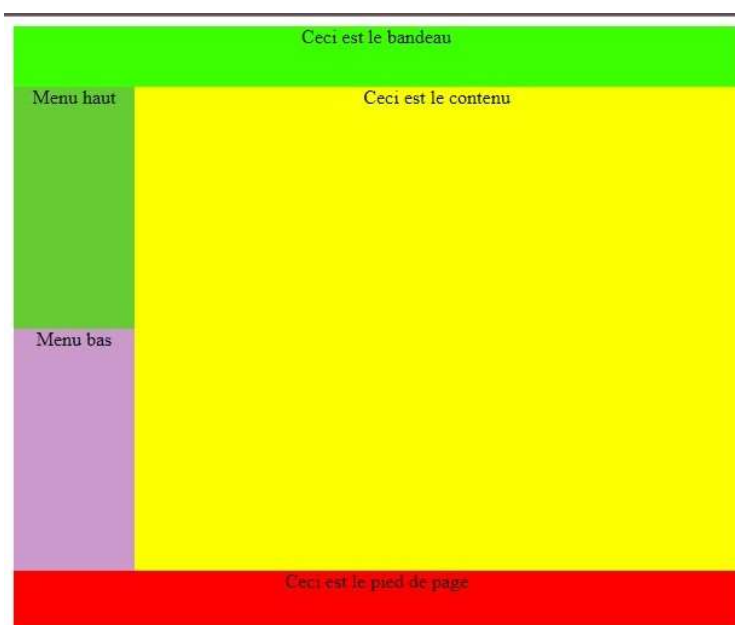 Ceci est le bandeau
Menu haut
Ceci est le contenu
Menu bas
Ceci est le pied de page